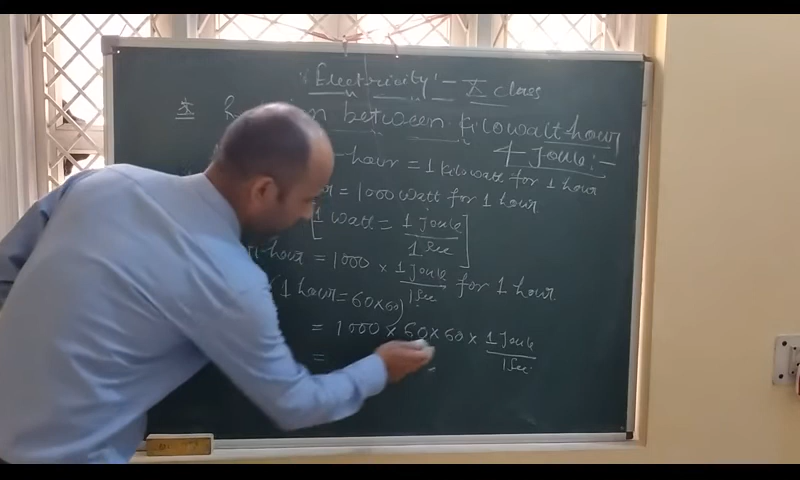 "Electricity" - X class
between kilowatt hour
& Joule:-
-hour = 1 kilowatt for 1 hour
= 1000 watt for 1 hour
[1 watt = 1 Joule / 1 Sec]
-hour = 1000 × 1 Joule / 1 Sec for 1 hour
1 hour = 60×60)
= 1000 × 60×60× 1 Joule / 1 Sec
=